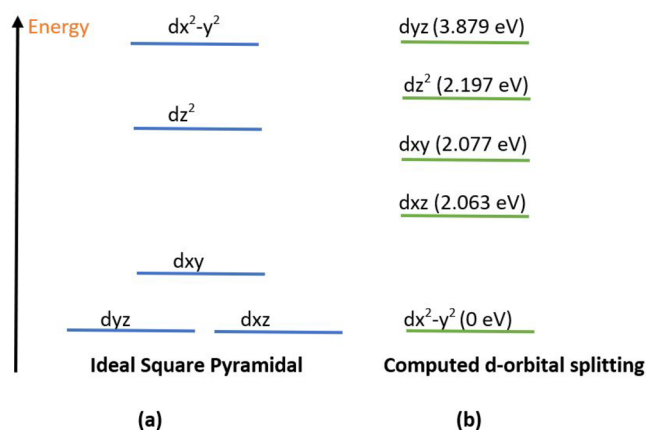 Energy
dx²-y²
dz²
dxy
dyz
dxz
Ideal Square Pyramidal
(a)
dyz (3.879 eV)
dz² (2.197 eV)
dxy (2.077 eV)
dxz (2.063 eV)
dx²-y² (0 eV)
Computed d-orbital splitting
(b)